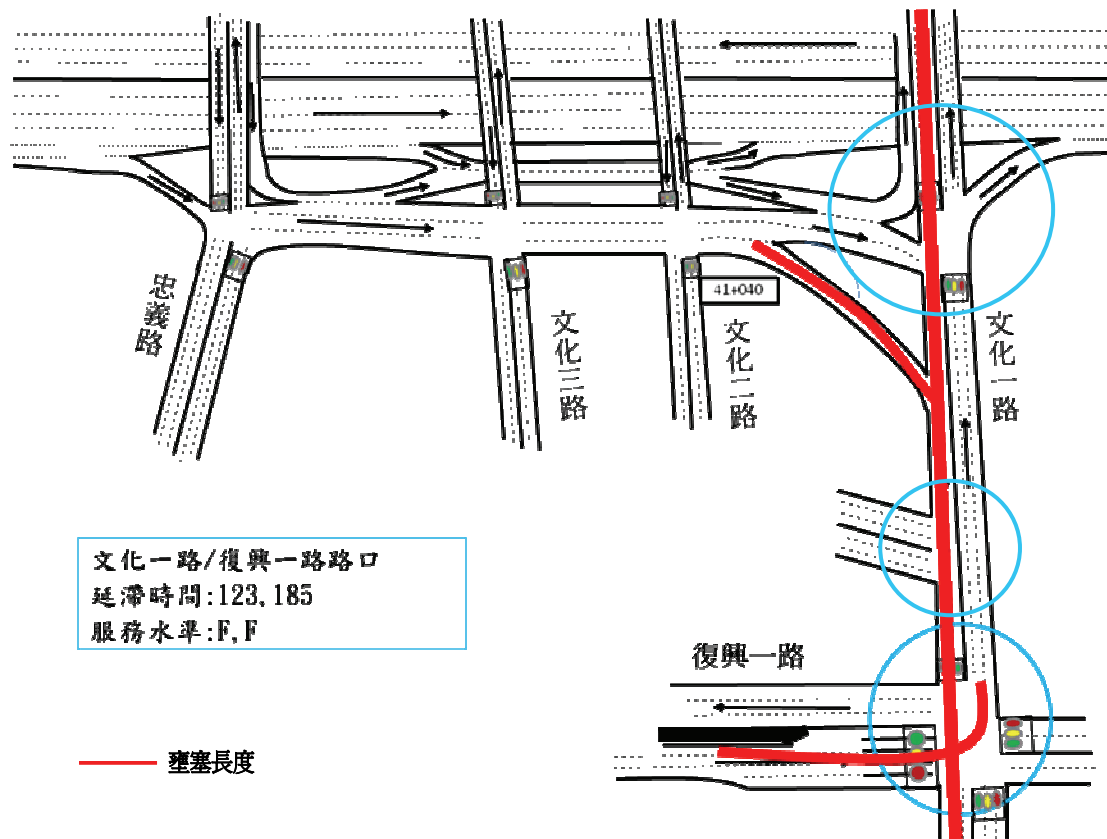 忠義路
文化三路
文化二路
文化一路
41+040
文化一路/復興一路路口
延滯時間:123,185
服務水準:F,F
復興一路
壅塞長度